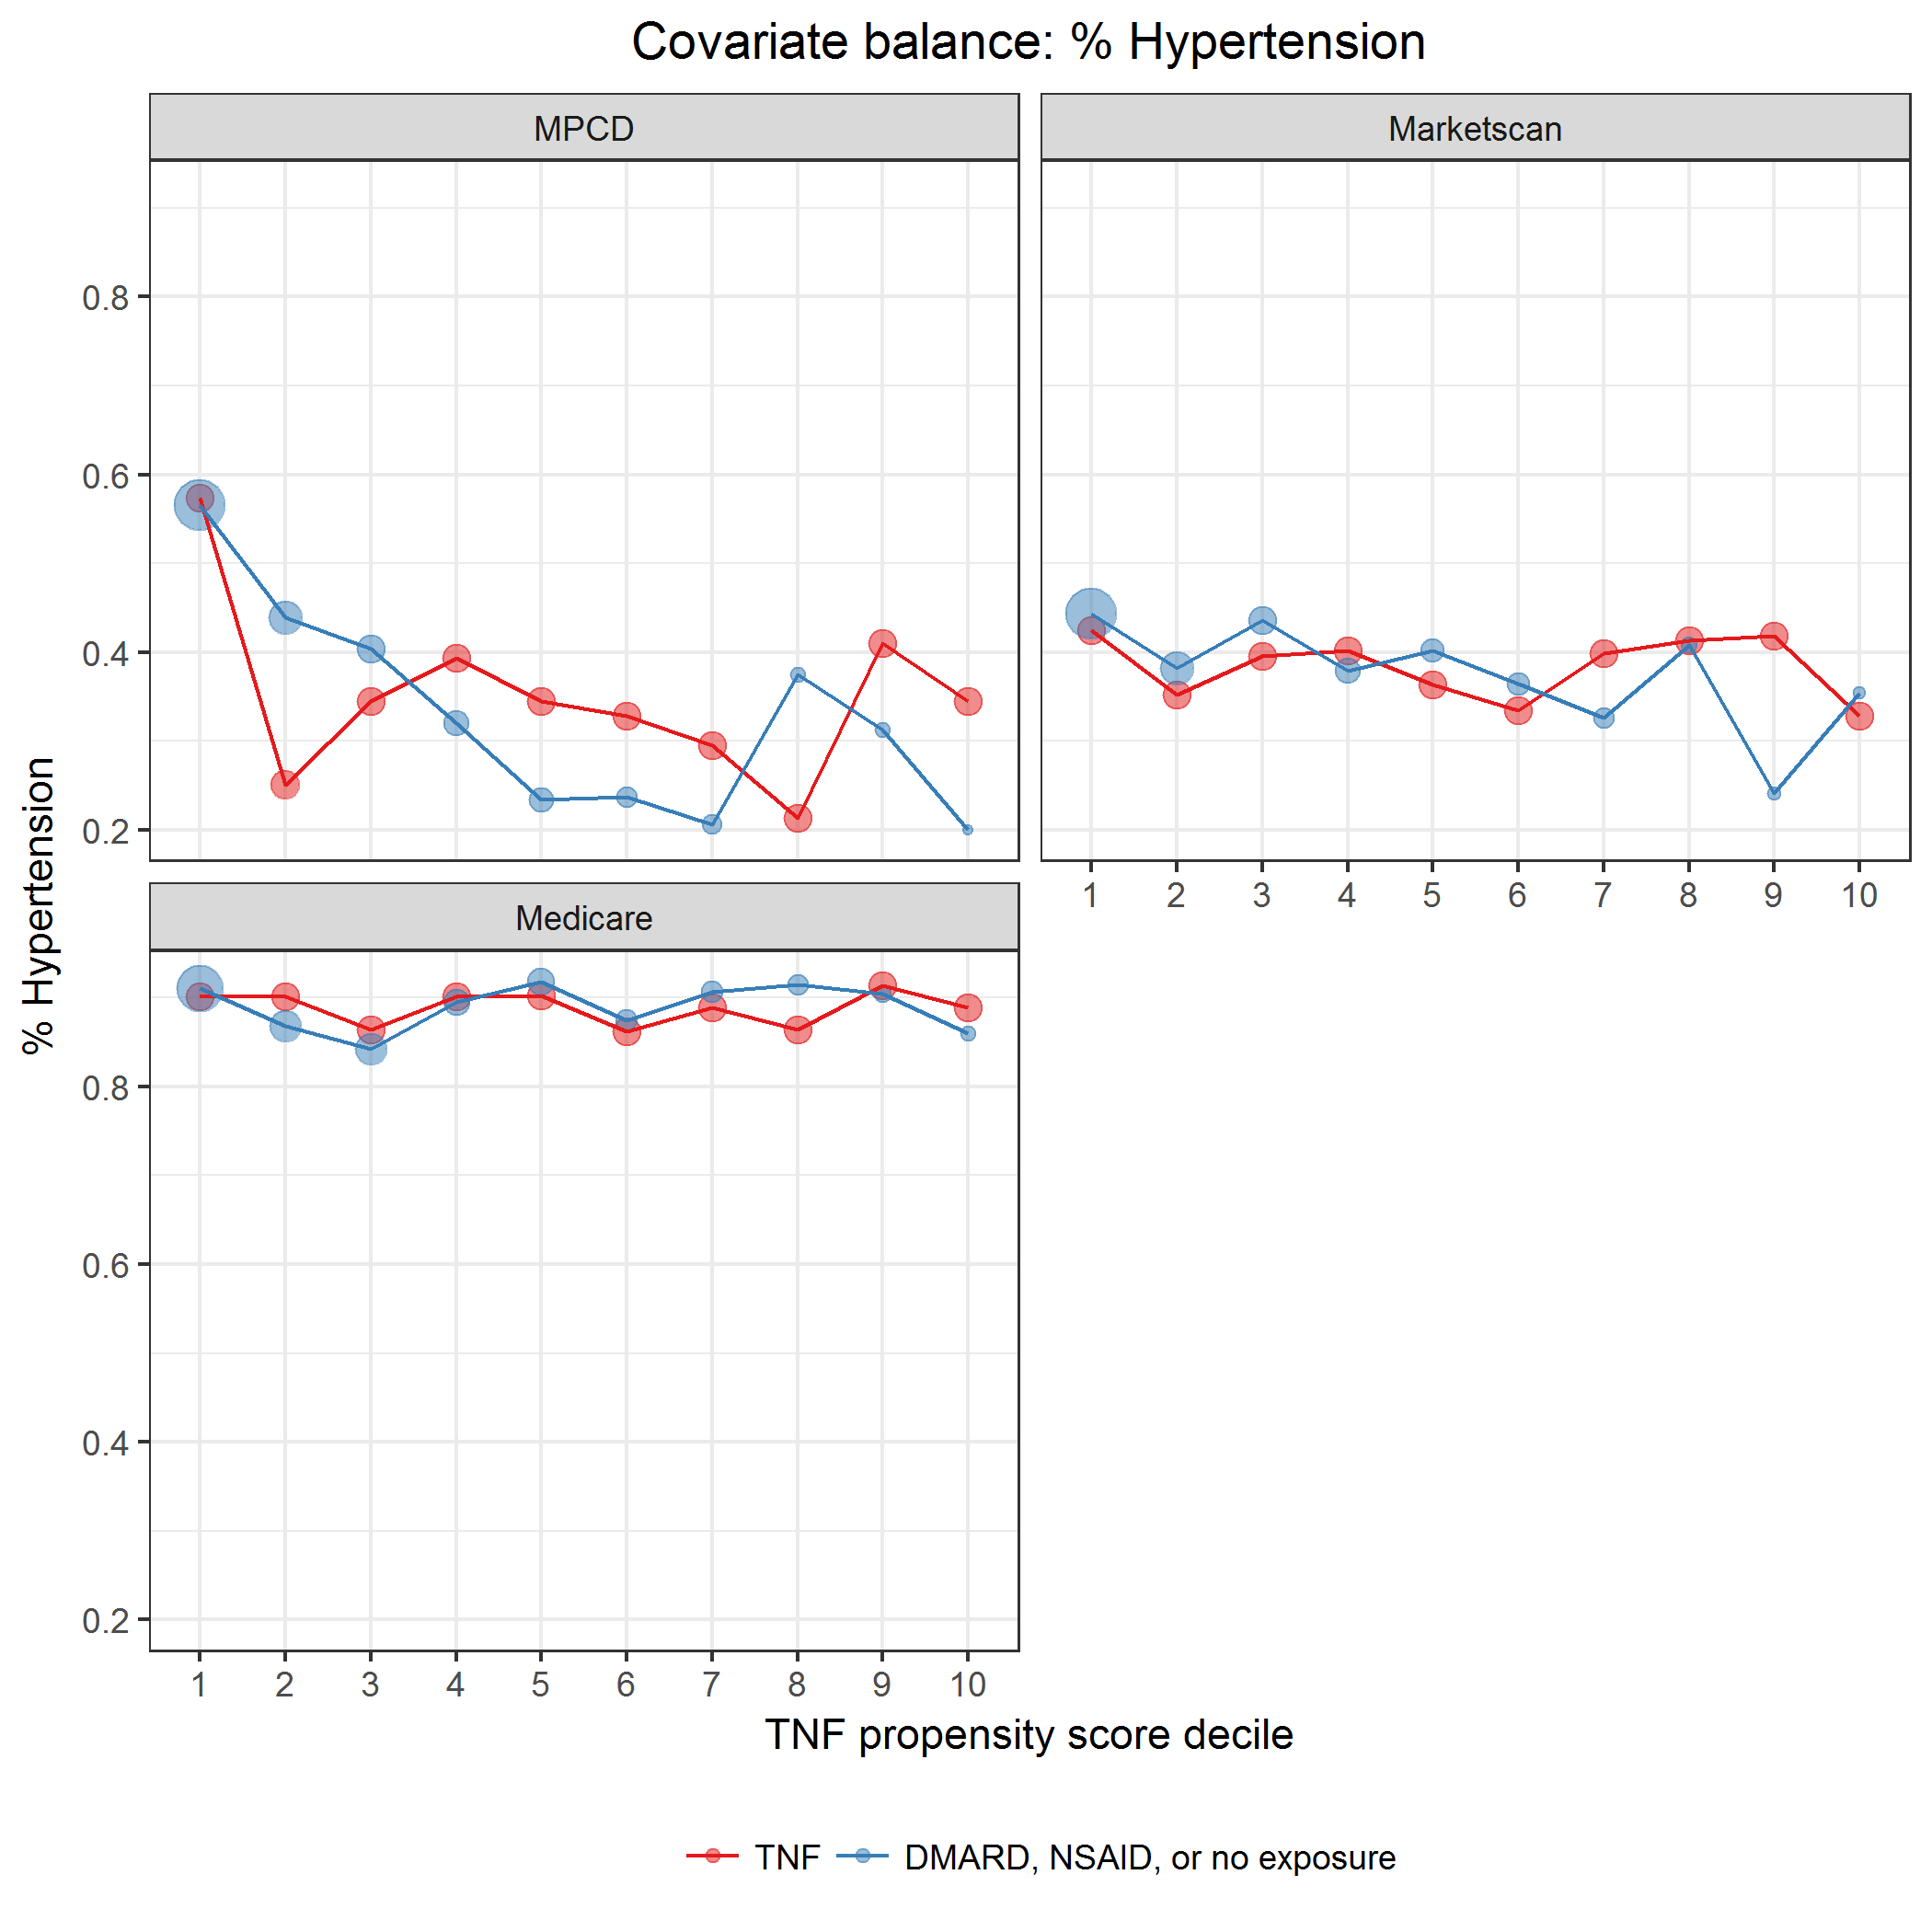 Covariate balance: % Hypertension
MPCD
Marketscan
0.8
0.6
0.4
0.2
1 2 3 4 5 6 7 8 9 10
Medicare
0.8
0.6
0.4
0.2
1 2 3 4 5 6 7 8 9 10
% Hypertension
TNF propensity score decile
TNF
DMARD, NSAID, or no exposure